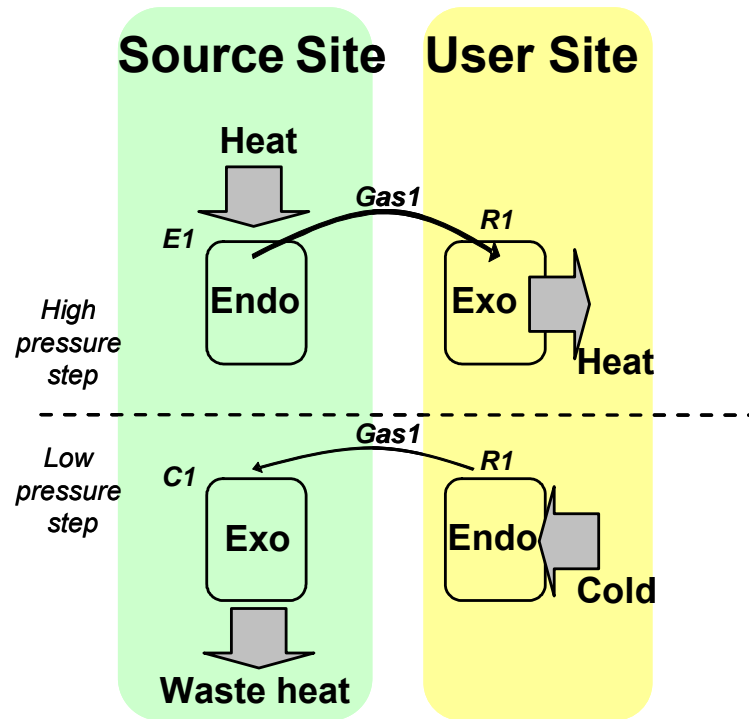 Source Site
User Site
Heat
Gas1
E1
R1
Endo
Exo
High
pressure
step
Heat
Gas1
Low
pressure
step
C1
R1
Exo
Endo
Cold
Waste heat